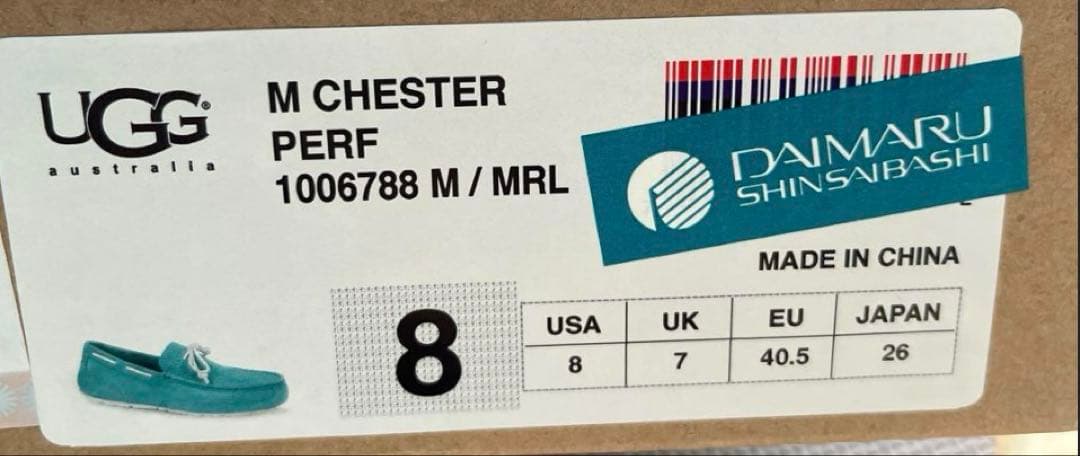 UGG®
australia
M CHESTER
PERF
1006788 M / MRL
DAIMARU
SHINSAIBASHI
MADE IN CHINA
8
USA UK EU JAPAN
8 7 40.5 26